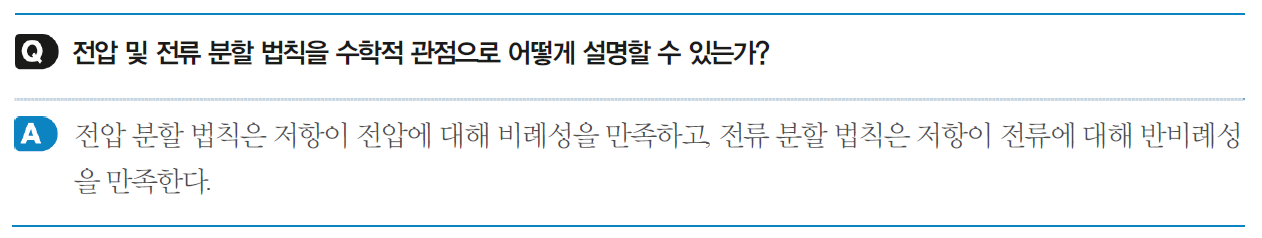 Q 전압 및 전류 분할 법칙을 수학적 관점으로 어떻게 설명할 수 있는가?
A 전압 분할 법칙은 저항이 전압에 대해 비례성을 만족하고, 전류 분할 법칙은 저항이 전류에 대해 반비례성
을 만족한다.